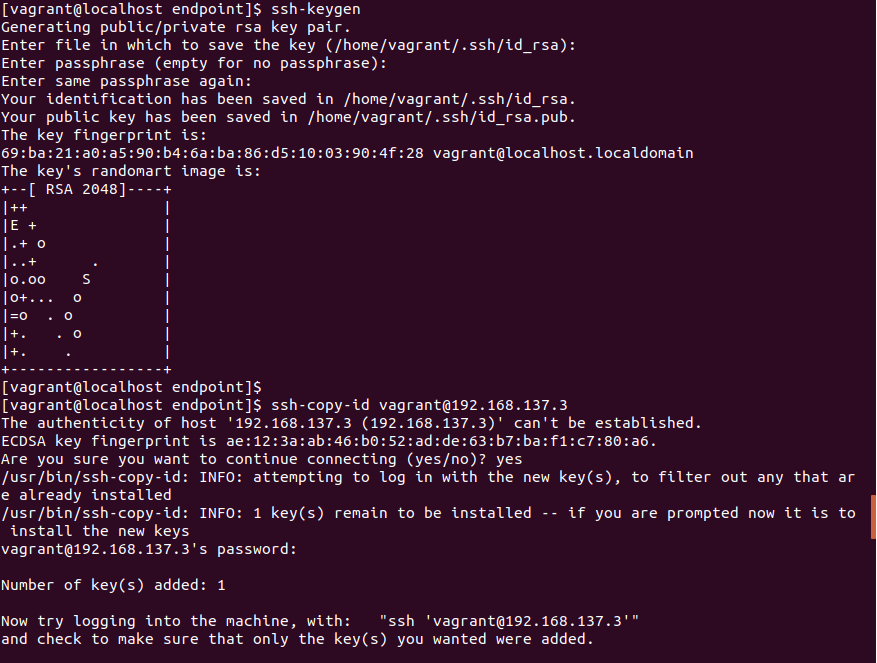 [vagrant@localhost endpoint]$ ssh-keygen
Generating public/private rsa key pair.
Enter file in which to save the key (/home/vagrant/.ssh/id_rsa):
Enter passphrase (empty for no passphrase):
Enter same passphrase again:
Your identification has been saved in /home/vagrant/.ssh/id_rsa.
Your public key has been saved in /home/vagrant/.ssh/id_rsa.pub.
The key fingerprint is:
69:ba:21:a0:a5:90:b4:6a:ba:86:d5:10:03:90:4f:28 vagrant@localhost.localdomain
The key's randomart image is:
+--[ RSA 2048]----+
|++               |
|E +              |
|.+ o             |
|..+      .       |
|o.oo    S        |
|o+...  o         |
|=o  . o          |
|+.   . o         |
|+.    .          |
+-----------------+
[vagrant@localhost endpoint]$
[vagrant@localhost endpoint]$ ssh-copy-id vagrant@192.168.137.3
The authenticity of host '192.168.137.3 (192.168.137.3)' can't be established.
ECDSA key fingerprint is ae:12:3a:ab:46:b0:52:ad:de:63:b7:ba:f1:c7:80:a6.
Are you sure you want to continue connecting (yes/no)? yes
/usr/bin/ssh-copy-id: INFO: attempting to log in with the new key(s), to filter out any that ar
e already installed
/usr/bin/ssh-copy-id: INFO: 1 key(s) remain to be installed -- if you are prompted now it is to
 install the new keys
vagrant@192.168.137.3's password:

Number of key(s) added: 1

Now try logging into the machine, with:   "ssh 'vagrant@192.168.137.3'"
and check to make sure that only the key(s) you wanted were added.